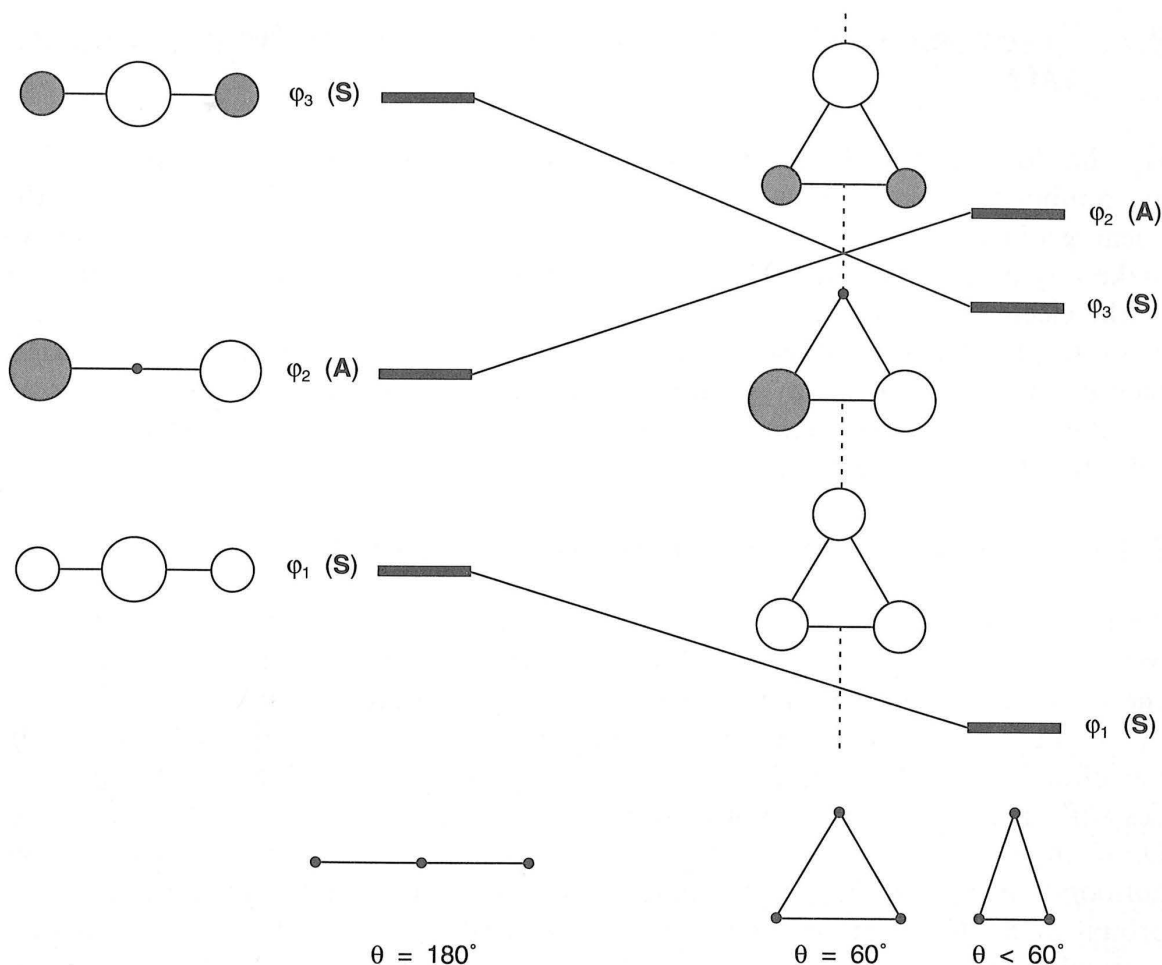 φ₃ (S)
φ₂ (A)
φ₃ (S)
φ₂ (A)
φ₁ (S)
φ₁ (S)
θ = 180°
θ = 60°
θ < 60°